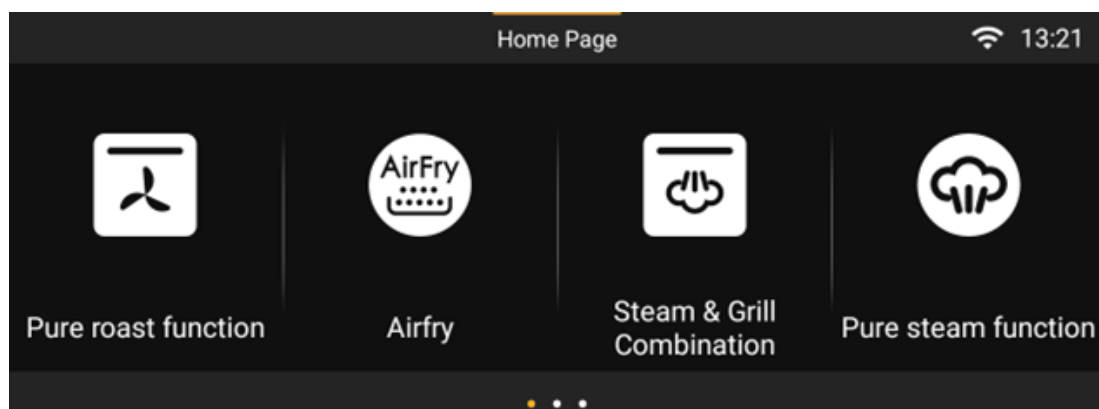 Home Page
13:21
AirFry
Pure roast function
Airfry
Steam & Grill
Combination
Pure steam function